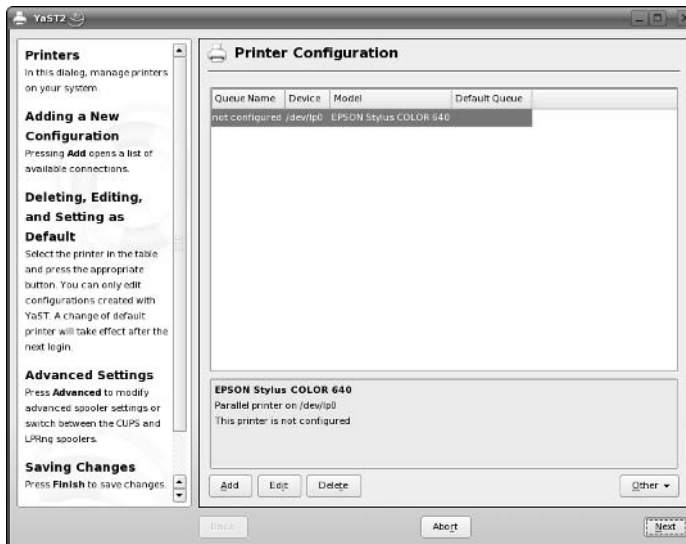 YaST2
Printers
In this dialog, manage printers
on your system.
Adding a New
Configuration
Pressing Add opens a list of
available connections.
Deleting, Editing,
and Setting as
Default
Select the printer in the table
and press the appropriate
button. You can only edit
configurations created with
YaST. A change of default
printer will take effect after the
next login.
Advanced Settings
Press Advanced to modify
advanced spooler settings or
switch between the CUPS and
LPRng spoolers.
Saving Changes
Press Finish to save changes.
Printer Configuration
Queue Name Device Model Default Queue
not configured /dev/lp0 EPSON Stylus COLOR 640
EPSON Stylus COLOR 640
Parallel printer on /dev/lp0
This printer is not configured
Add Edit Delete Other
Back Abort Next